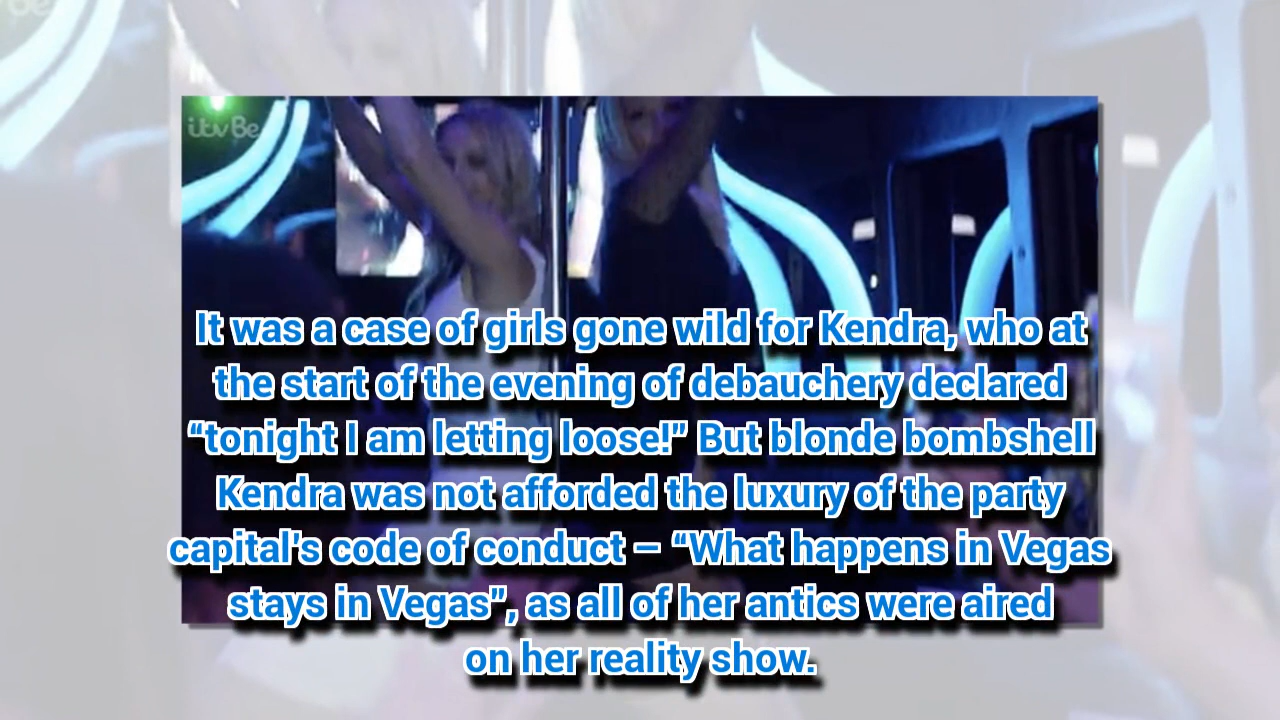 itv Be
It was a case of girls gone wild for Kendra, who at
the start of the evening of debauchery declared
“tonight I am letting loose!” But blonde bombshell
Kendra was not afforded the luxury of the party
capital’s code of conduct – “What happens in Vegas
stays in Vegas”, as all of her antics were aired
on her reality show.